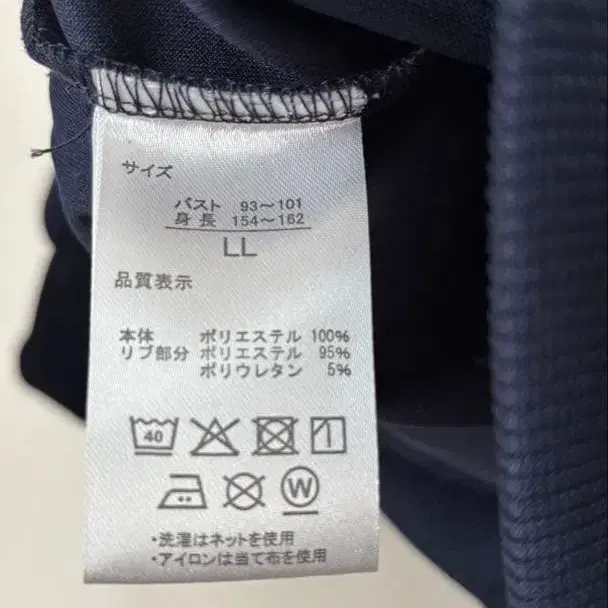 サイズ
バスト 93～101
身長 154～162
LL
品質表示
本体 ポリエステル 100%
リブ部分 ポリエステル 95%
ポリウレタン 5%
40
W
・洗濯はネットを使用
・アイロンは当て布を使用